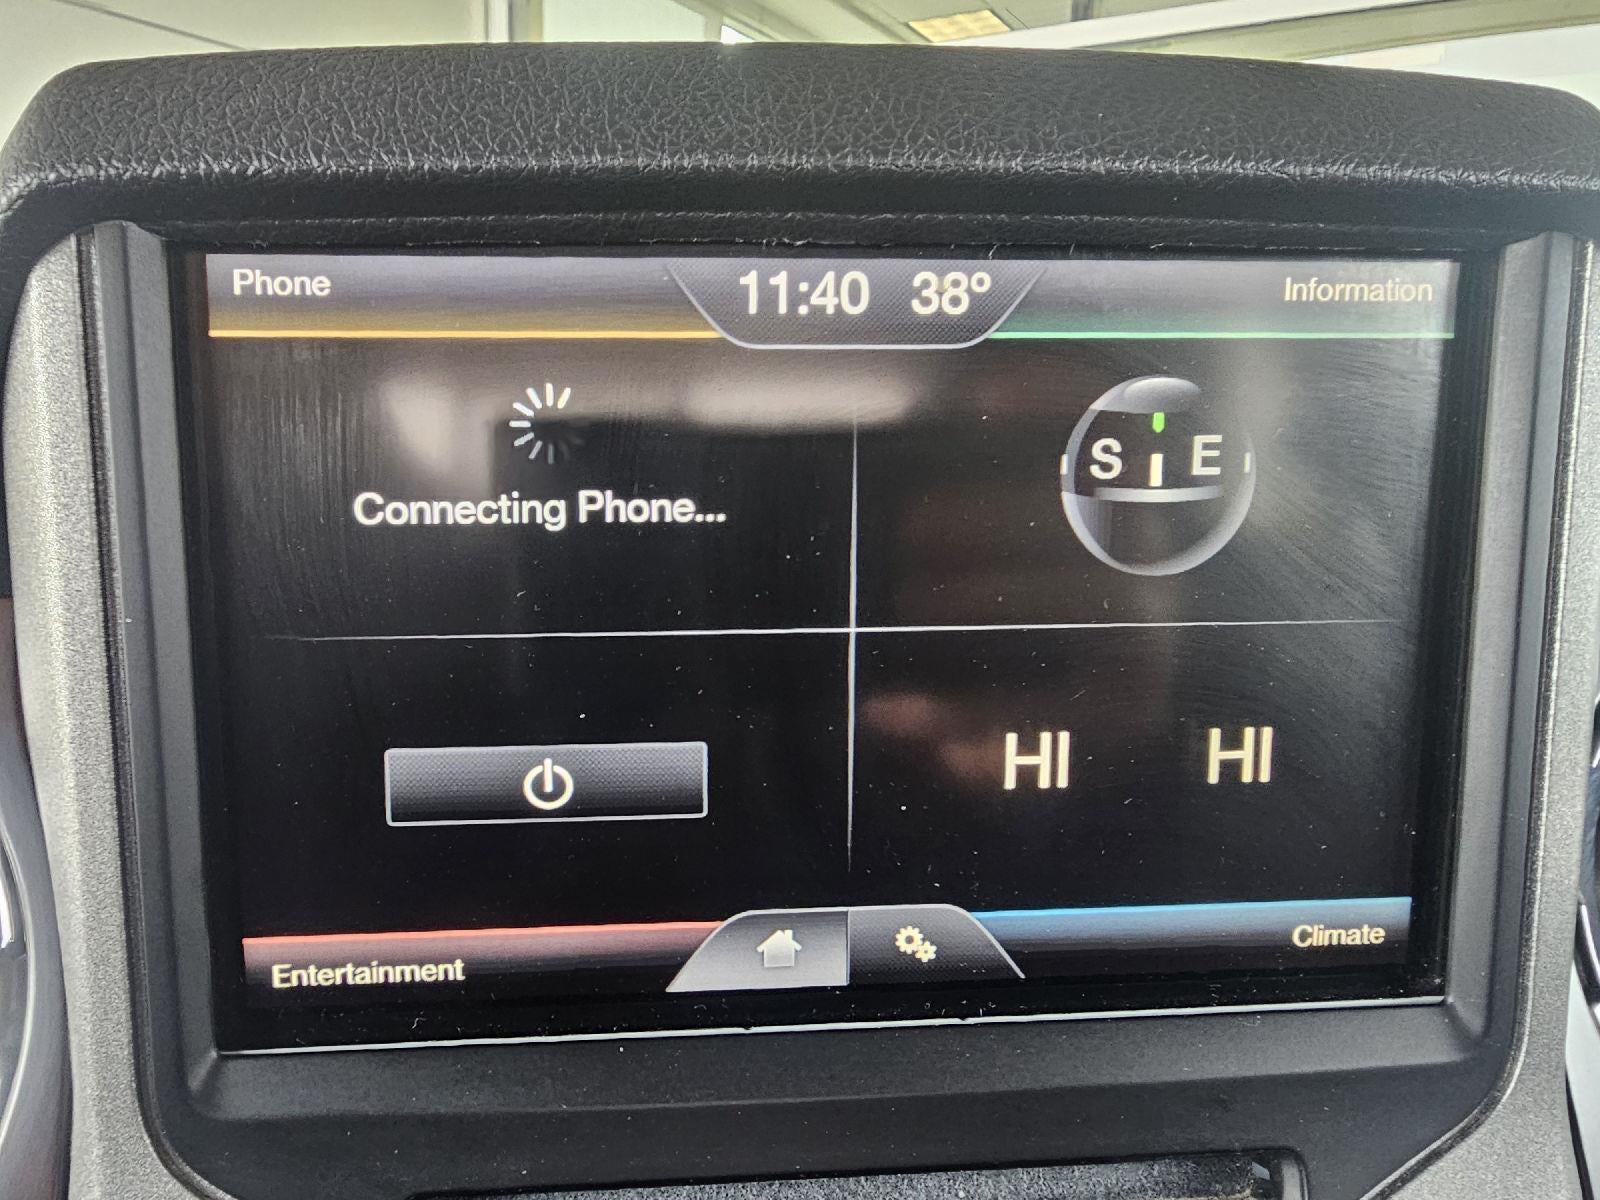 Phone
11:40 38°
Information
Connecting Phone...
S E
HI HI
Entertainment
Climate